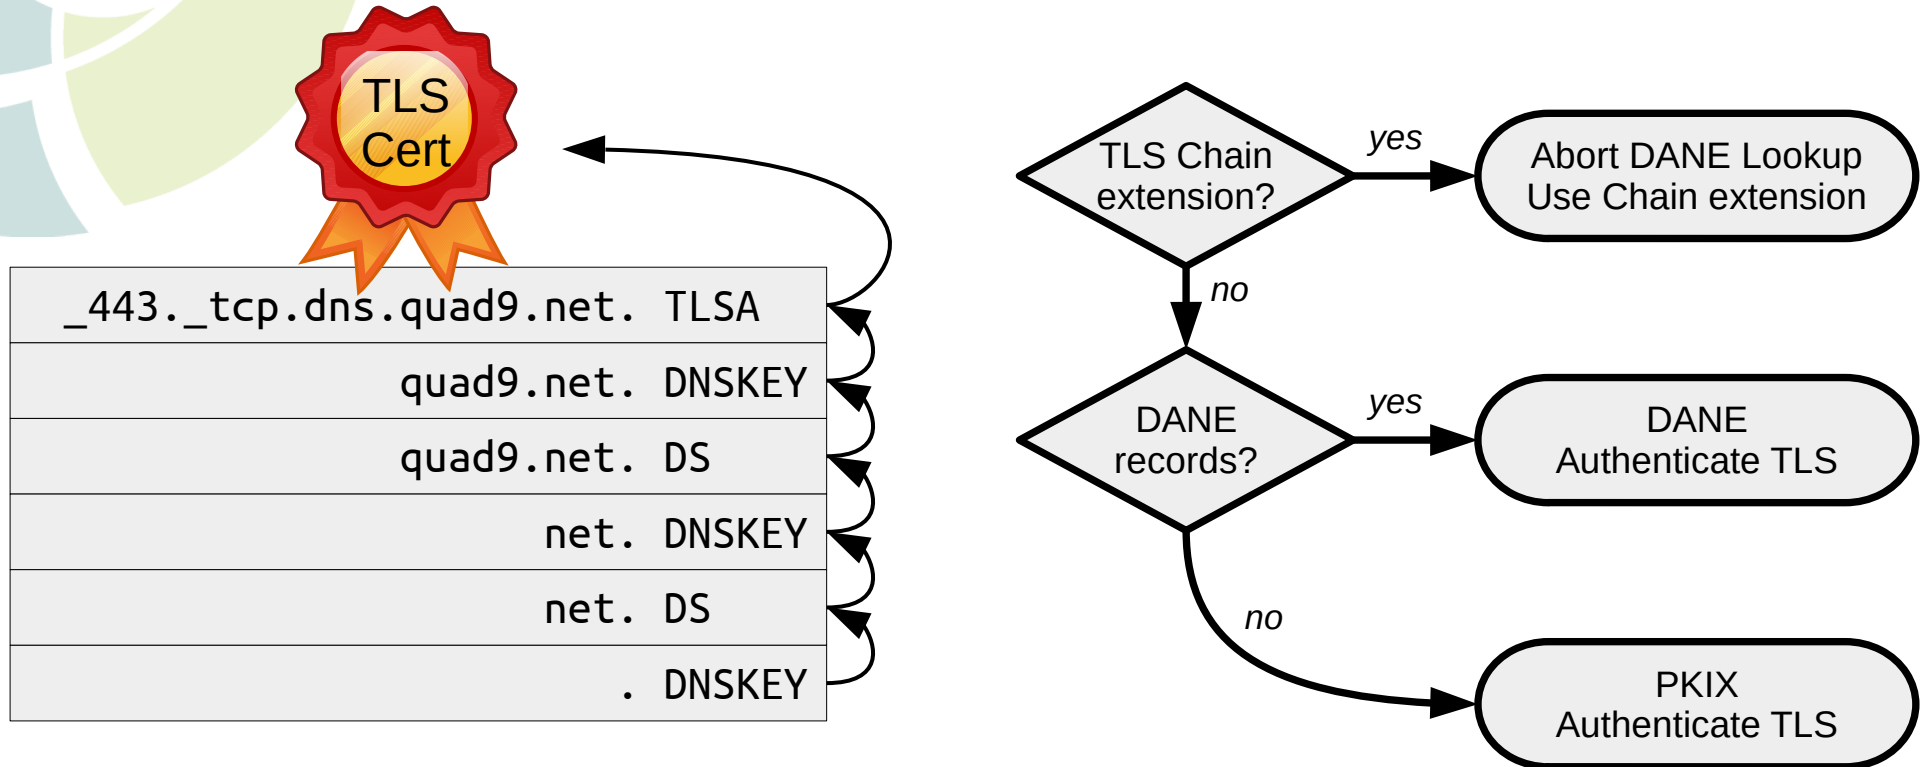 TLS
Cert
_443._tcp.dns.quad9.net. TLSA
quad9.net. DNSKEY
quad9.net. DS
net. DNSKEY
net. DS
. DNSKEY
TLS Chain
extension?
yes
Abort DANE Lookup
Use Chain extension
no
DANE
records?
yes
DANE
Authenticate TLS
no
PKIX
Authenticate TLS